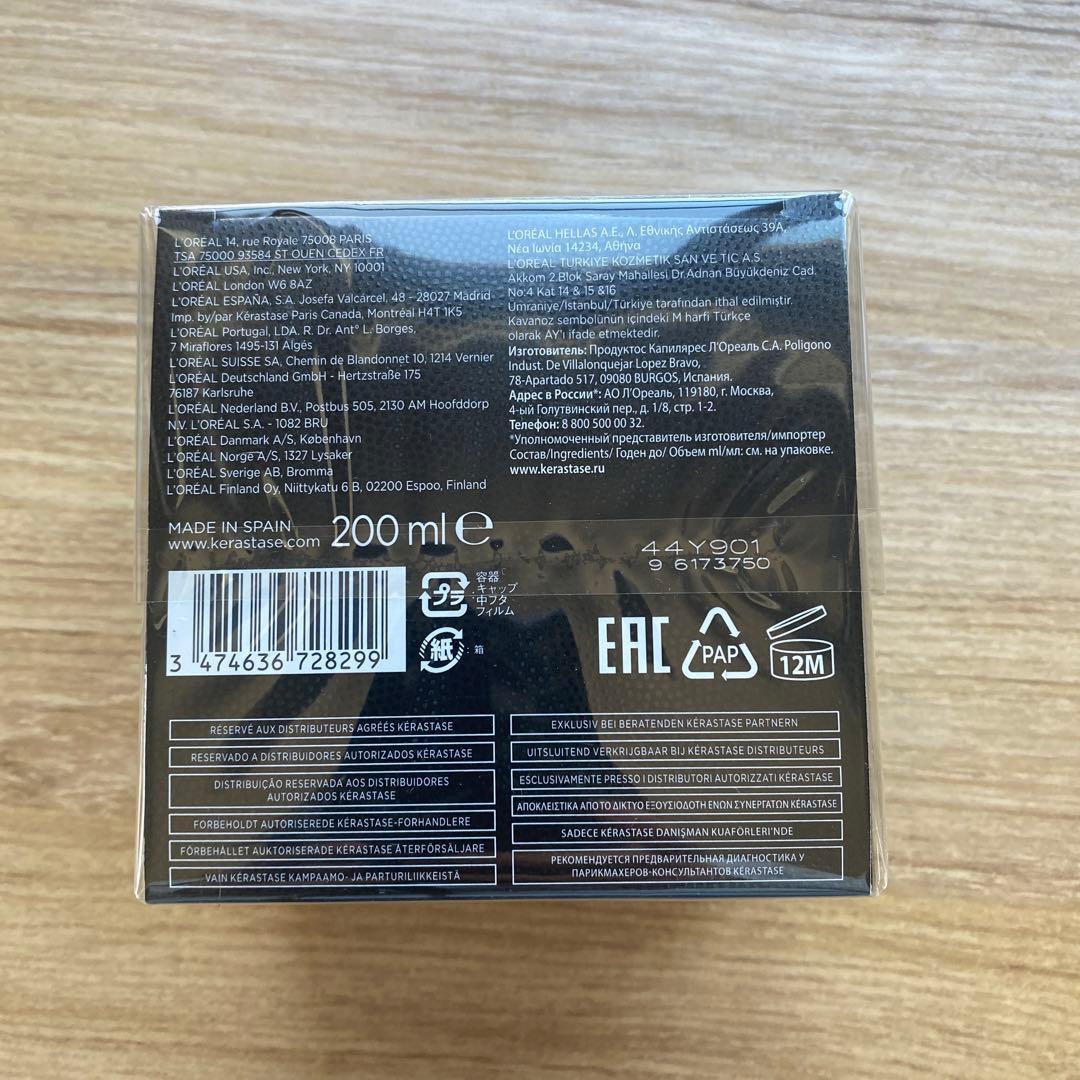 L'ORÉAL 14, rue Royale 75008 PARIS
TSA 75000 93584 ST OUEN CEDEX FR
L'ORÉAL USA, Inc., New York, NY 10001
L'ORÉAL London W6 8AZ
L'ORÉAL ESPAÑA, S.A. Josefa Valcárcel, 48 - 28027 Madrid
Imp. by/par Kérastase Paris Canada, Montréal H4T 1K5
L'ORÉAL Portugal, LDA. R. Dr. Ant° L. Borges,
7 Miraflores 1495-131 Algés
L'ORÉAL SUISSE SA, Chemin de Blandonnet 10, 1214 Vernier
L'ORÉAL Deutschland GmbH - Hertzstraße 175
76187 Karlsruhe
L'ORÉAL Nederland B.V., Postbus 505, 2130 AM Hoofddorp
N.V. L'ORÉAL S.A. - 1082 BRU
L'ORÉAL Danmark A/S, København
L'ORÉAL Norge A/S, 1327 Lysaker
L'ORÉAL Sverige AB, Bromma
L'ORÉAL Finland Oy, Niittykatu 6 B, 02200 Espoo, Finland
L'ORÉAL HELLAS A.E., Λ. Εθνικής Αντιστάσεως 39A,
Νέα Ιωνία 14234, Αθήνα
L'ORÉAL TURKIYE KOZMETIK SAN VE TIC A.S.
Akkom 2.Blok Saray Mahallesi Dr.Adnan Büyükdeniz Cad.
No:4 Kat 14 & 15 &16
Umraniye/Istanbul/Türkiye tarafından ithal edilmiştir.
Kavanoz sembolünün içindeki M harfi Türkçe
olarak AY'ı ifade etmektedir.
Изготовитель: Продуктос Капилярес Л'Ореаль С.А. Poligono
Indust. De Villalonquejar Lopez Bravo,
78-Apartado 517, 09080 BURGOS, Испания.
Адрес в России*: АО Л'Ореаль, 119180, г. Москва,
4-ый Голутвинский пер., д. 1/8, стр. 1-2.
Телефон: 8 800 500 00 32.
*Уполномоченный представитель изготовителя/импортер
Состав/Ingredients/ Годен до/ Объем ml/мл: см. на упаковке.
www.kerastase.ru
MADE IN SPAIN
www.kerastase.com
200 ml ℮
44Y901
9 6173750
3 474636 728299
プラ
容器
キャップ
中フタ
フィルム
紙
: 箱
EAC
PAP
12M
RÉSERVÉ AUX DISTRIBUTEURS AGRÉÉS KÉRASTASE
RESERVADO A DISTRIBUIDORES AUTORIZADOS KÉRASTASE
DISTRIBUIÇÃO RESERVADA AOS DISTRIBUIDORES
AUTORIZADOS KÉRASTASE
FORBEHOLDT AUTORISEREDE KÉRASTASE-FORHANDLERE
FÖRBEHÅLLET AUKTORISERADE KÉRASTASE ÅTERFÖRSÄLJARE
VAIN KÉRASTASE KAMPAAMO- JA PARTURILIIKKEISTÄ
EXKLUSIV BEI BERATENDEN KÉRASTASE PARTNERN
UITSLUITEND VERKRIJGBAAR BIJ KÉRASTASE DISTRIBUTEURS
ESCLUSIVAMENTE PRESSO I DISTRIBUTORI AUTORIZZATI KÉRASTASE
ΑΠΟΚΛΕΙΣΤΙΚΑ ΑΠΟ ΤΟ ΔΙΚΤΥΟ ΕΞΟΥΣΙΟΔΟΤΗΕΝΩΝ ΣΥΝΕΡΓΑΤΩΝ KÉRASTASE
SADECE KÉRASTASE DANIŞMAN KUAFÖRLERI'NDE
РЕКОМЕНДУЕТСЯ ПРЕДВАРИТЕЛЬНАЯ ДИАГНОСТИКА У
ПАРИКМАХЕРОВ-КОНСУЛЬТАНТОВ KÉRASTASE